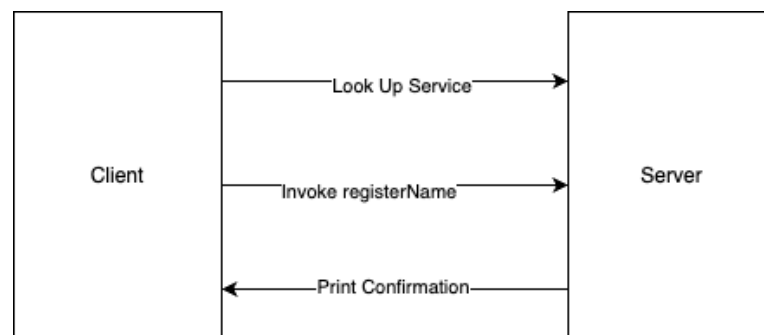 Look Up Service
Client
Server
Invoke registerName
Print Confirmation